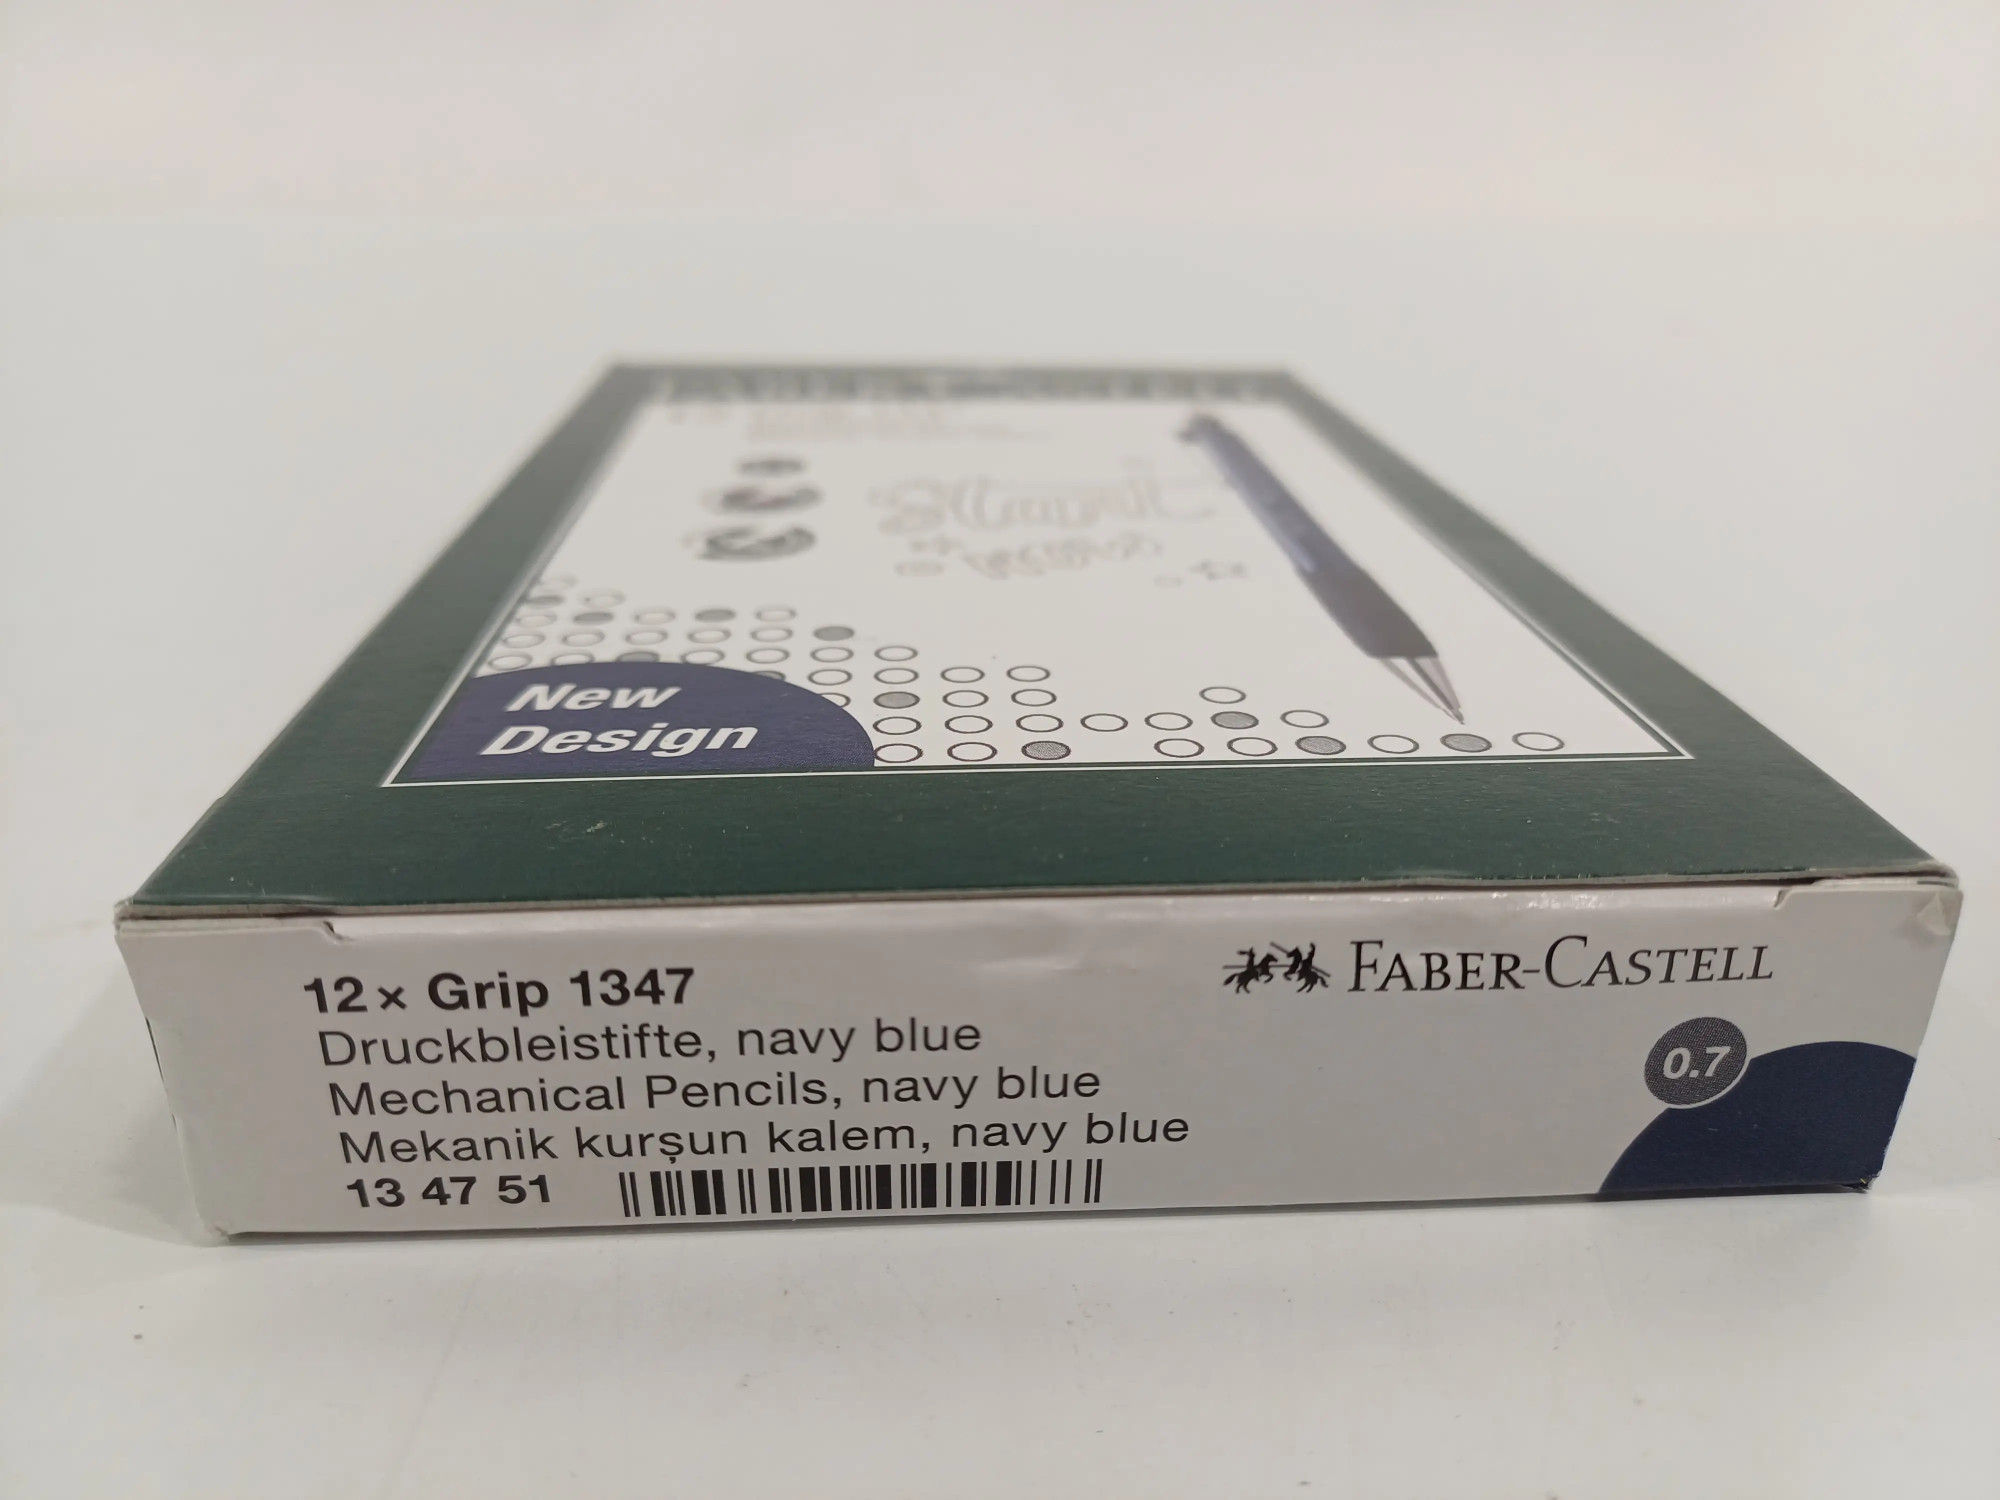 New
Design
12 x Grip 1347
Druckbleistifte, navy blue
Mechanical Pencils, navy blue
Mekanik kurşun kalem, navy blue
13 47 51
FABER-CASTELL
0.7